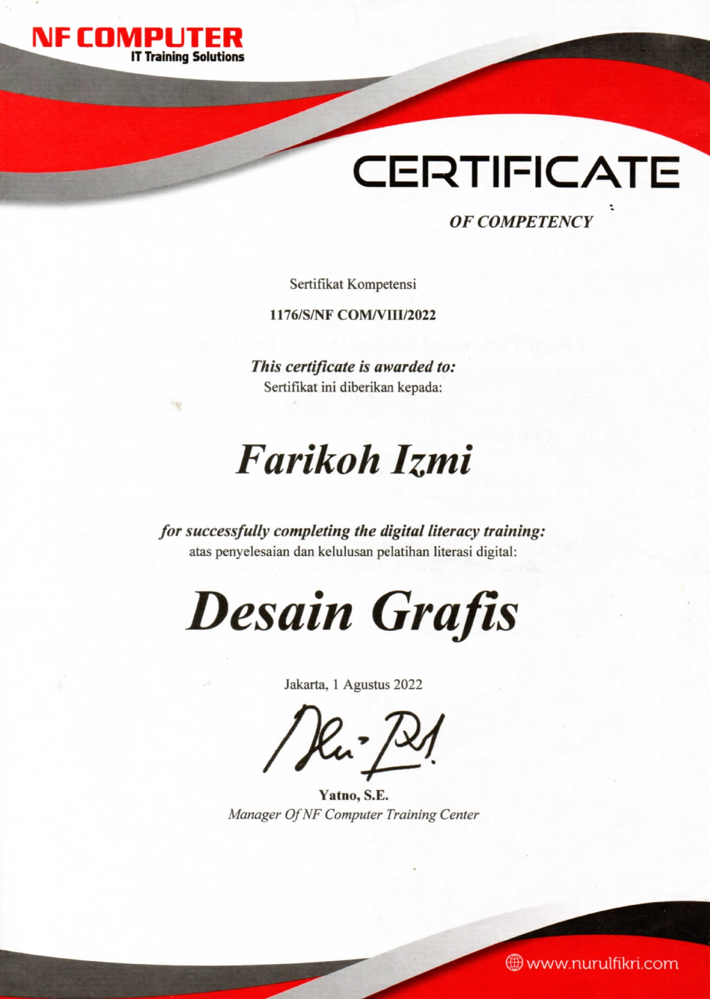 NF COMPUTER
IT Training Solutions
CERTIFICATE
OF COMPETENCY
Sertifikat Kompetensi
1176/S/NF COM/VIII/2022
This certificate is awarded to:
Sertifikat ini diberikan kepada:
Farikoh Izmi
for successfully completing the digital literacy training:
atas penyelesaian dan kelulusan pelatihan literasi digital:
Desain Grafis
Jakarta, 1 Agustus 2022
Yatno, S.E.
Manager Of NF Computer Training Center
www.nurulfikri.com